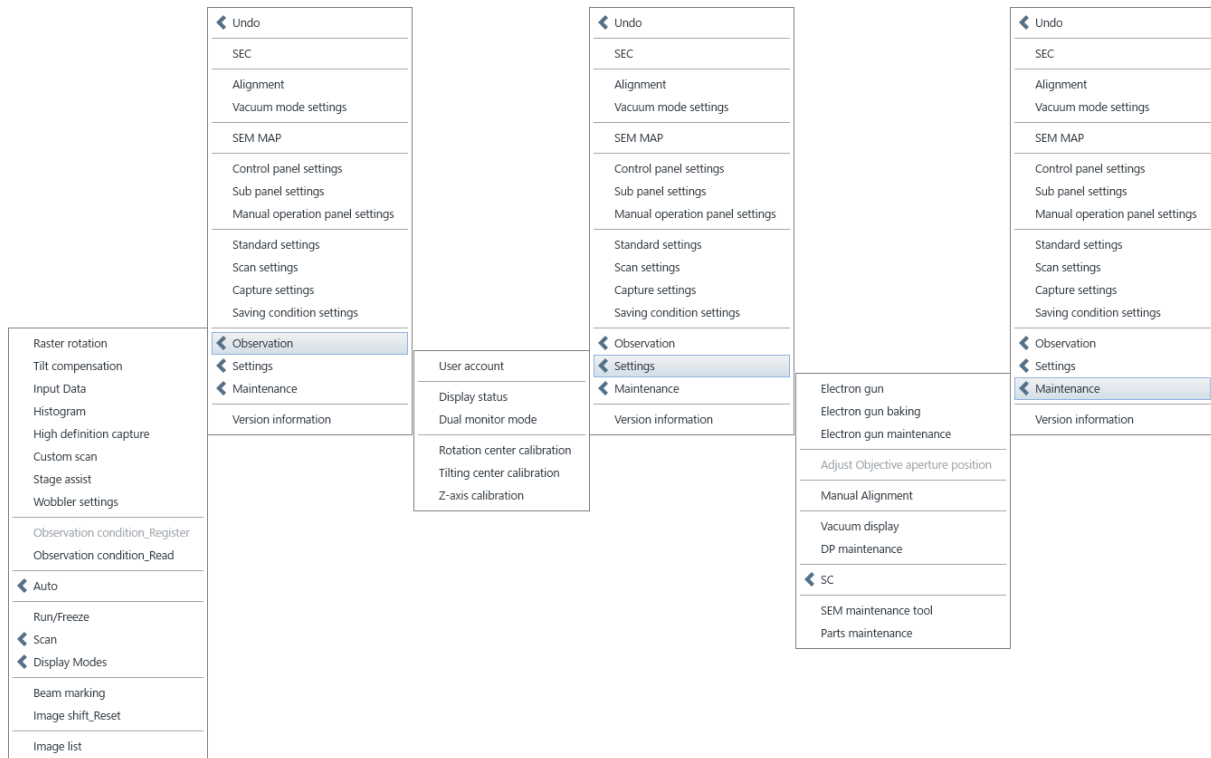 Undo
SEC
Alignment
Vacuum mode settings
SEM MAP
Control panel settings
Sub panel settings
Manual operation panel settings
Standard settings
Scan settings
Capture settings
Saving condition settings
Observation
Settings
Maintenance
Version information
Raster rotation
Tilt compensation
Input Data
Histogram
High definition capture
Custom scan
Stage assist
Wobbler settings
Observation condition_Register
Observation condition_Read
Auto
Run/Freeze
Scan
Display Modes
Beam marking
Image shift_Reset
Image list
Undo
SEC
Alignment
Vacuum mode settings
SEM MAP
Control panel settings
Sub panel settings
Manual operation panel settings
Standard settings
Scan settings
Capture settings
Saving condition settings
Observation
Settings
Maintenance
Version information
User account
Display status
Dual monitor mode
Rotation center calibration
Tilting center calibration
Z-axis calibration
Undo
SEC
Alignment
Vacuum mode settings
SEM MAP
Control panel settings
Sub panel settings
Manual operation panel settings
Standard settings
Scan settings
Capture settings
Saving condition settings
Observation
Settings
Maintenance
Version information
Electron gun
Electron gun baking
Electron gun maintenance
Adjust Objective aperture position
Manual Alignment
Vacuum display
DP maintenance
SC
SEM maintenance tool
Parts maintenance